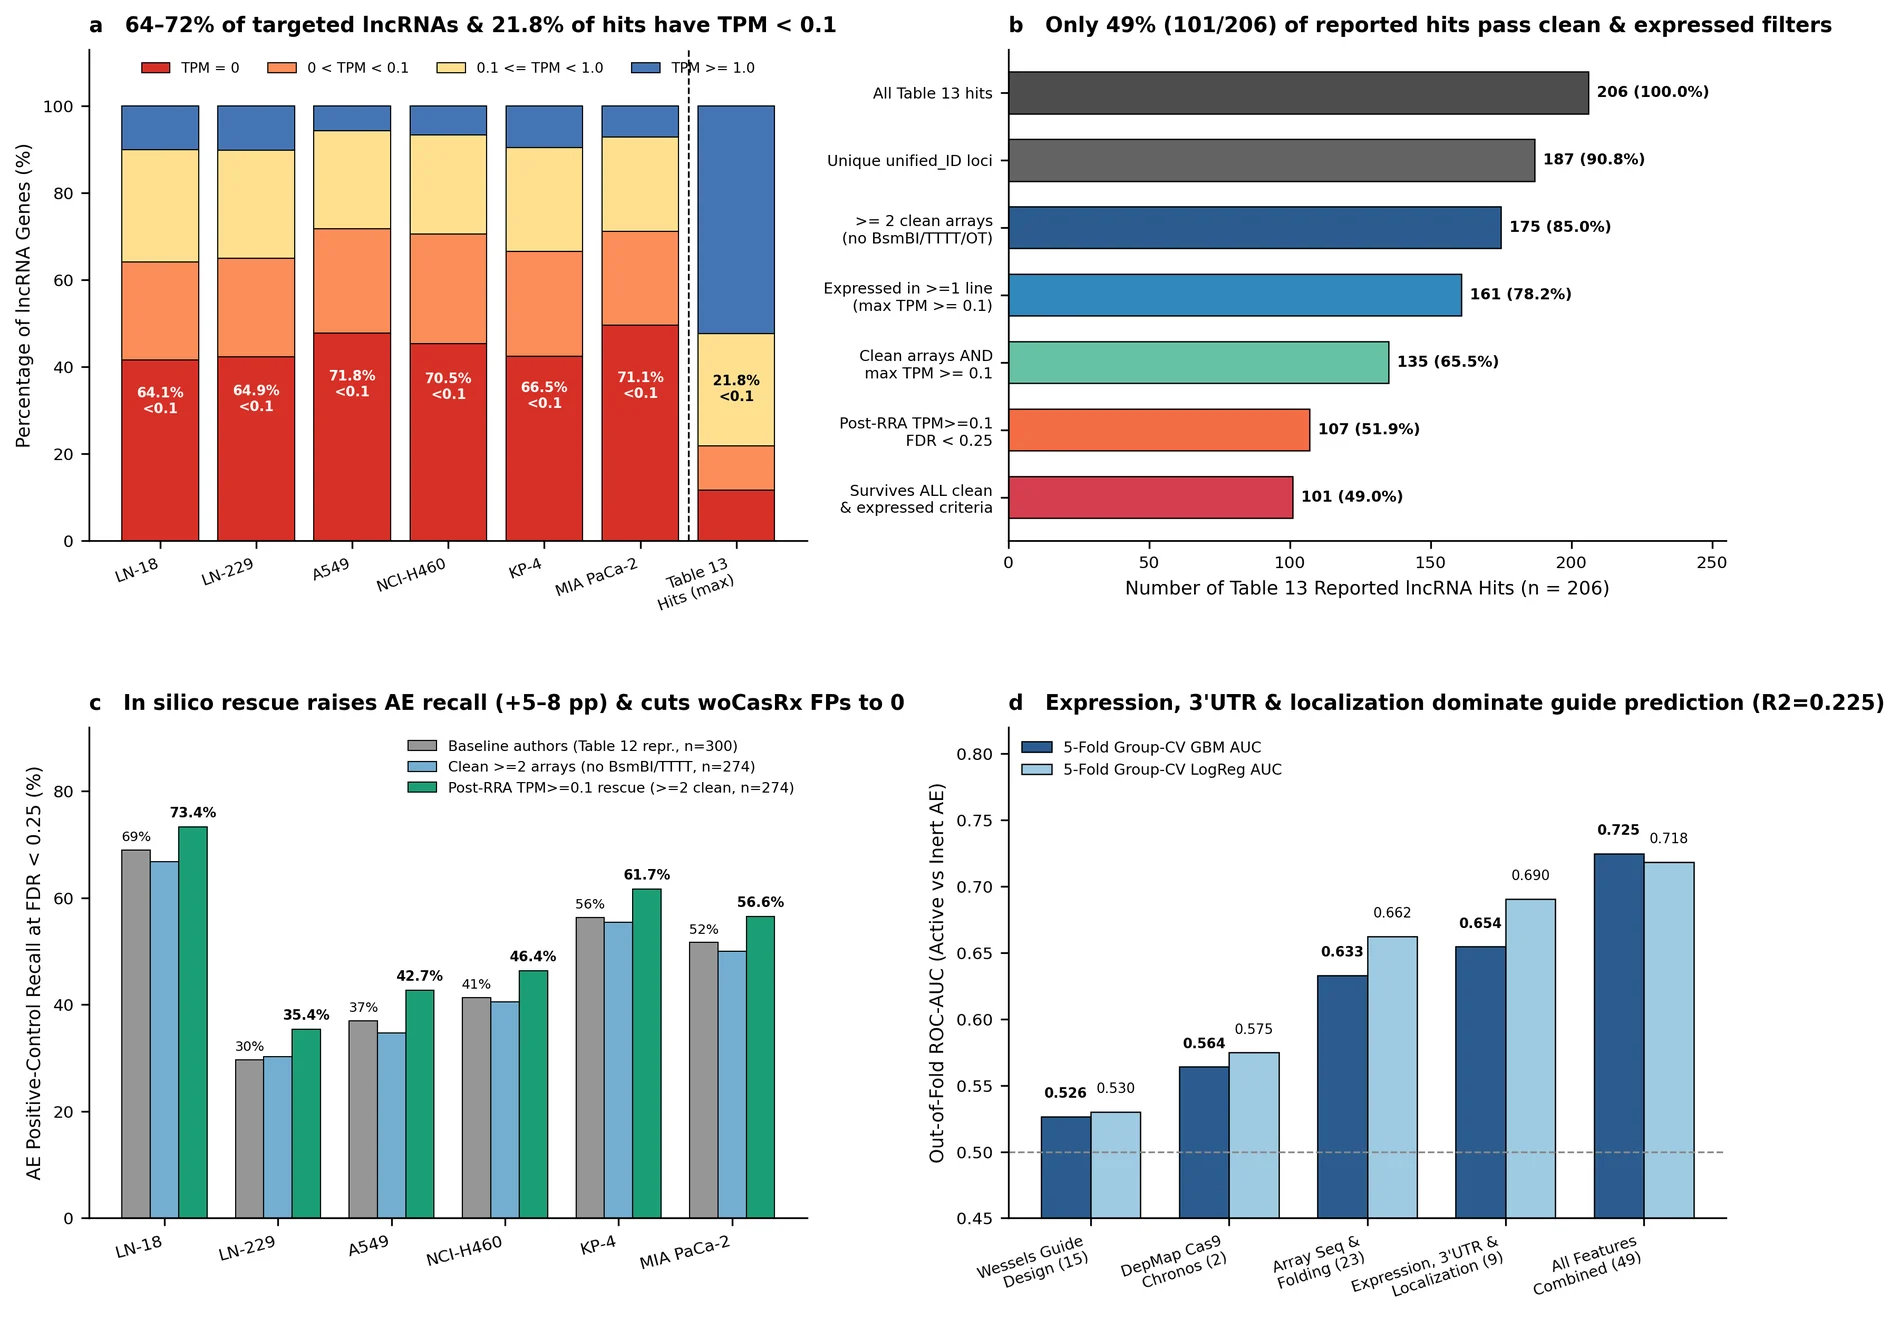 a 64–72% of targeted lncRNAs & 21.8% of hits have TPM < 0.1
TPM = 0
0 < TPM < 0.1
0.1 <= TPM < 1.0
TPM >= 1.0
Percentage of lncRNA Genes (%)
100
80
60
40
20
0
64.1%
<0.1
64.9%
<0.1
71.8%
<0.1
70.5%
<0.1
66.5%
<0.1
71.1%
<0.1
21.8%
<0.1
LN-18
LN-229
A549
NCI-H460
KP-4
MIA PaCa-2
Table 13
Hits (max)
b Only 49% (101/206) of reported hits pass clean & expressed filters
All Table 13 hits
206 (100.0%)
Unique unified_ID loci
187 (90.8%)
>= 2 clean arrays
(no BsmBI/TTTT/OT)
175 (85.0%)
Expressed in >=1 line
(max TPM >= 0.1)
161 (78.2%)
Clean arrays AND
max TPM >= 0.1
135 (65.5%)
Post-RRA TPM>=0.1
FDR < 0.25
107 (51.9%)
Survives ALL clean
& expressed criteria
101 (49.0%)
0
50
100
150
200
250
Number of Table 13 Reported lncRNA Hits (n = 206)
c In silico rescue raises AE recall (+5–8 pp) & cuts woCasRx FPs to 0
Baseline authors (Table 12 repr., n=300)
Clean >=2 arrays (no BsmBI/TTTT, n=274)
Post-RRA TPM>=0.1 rescue (>=2 clean, n=274)
AE Positive-Control Recall at FDR < 0.25 (%)
80
60
40
20
0
69%
73.4%
30%
35.4%
37%
42.7%
41%
46.4%
56%
61.7%
52%
56.6%
LN-18
LN-229
A549
NCI-H460
KP-4
MIA PaCa-2
d Expression, 3'UTR & localization dominate guide prediction (R2=0.225)
5-Fold Group-CV GBM AUC
5-Fold Group-CV LogReg AUC
Out-of-Fold ROC-AUC (Active vs Inert AE)
0.80
0.75
0.70
0.65
0.60
0.55
0.50
0.45
0.526
0.530
0.564
0.575
0.633
0.662
0.654
0.690
0.725
0.718
Wessels Guide
Design (15)
DepMap Cas9
Chronos (2)
Array Seq &
Folding (23)
Expression, 3'UTR &
Localization (9)
All Features
Combined (49)